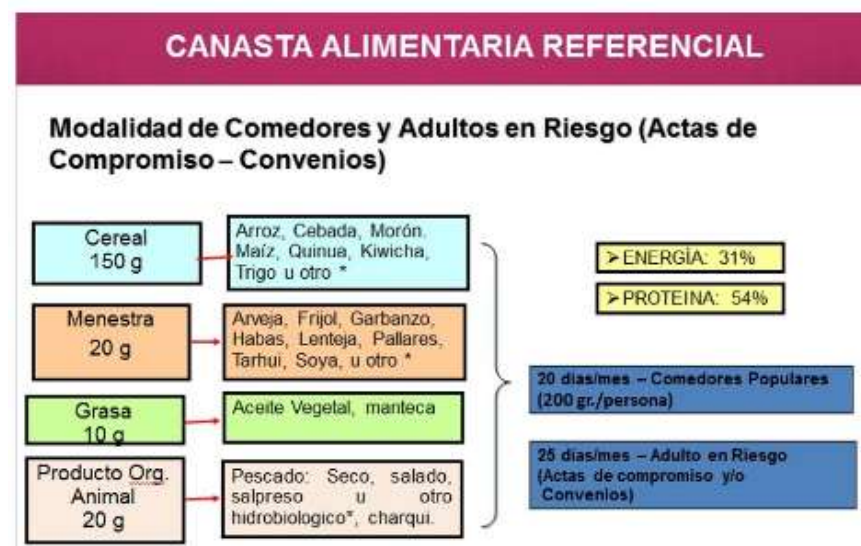 CANASTA ALIMENTARIA REFERENCIAL
Modalidad de Comedores y Adultos en Riesgo (Actas de
Compromiso – Convenios)
Cereal
150 g
Arroz, Cebada, Morón.
Maíz, Quinua, Kiwicha,
Trigo u otro *
Menestra
20 g
Arveja, Frijol, Garbanzo,
Habas, Lenteja, Pallares,
Tarhui, Soya, u otro *
Grasa
10 g
Aceite Vegetal, manteca
Producto Org.
Animal
20 g
Pescado: Seco, salado,
salpreso u otro
hidrobiologico*, charqui.
➢ENERGÍA: 31%
➢PROTEINA: 54%
20 dias/mes – Comedores Populares
(200 gr./persona)
25 dias/mes – Adulto en Riesgo
(Actas de compromiso y/o
Convenios)